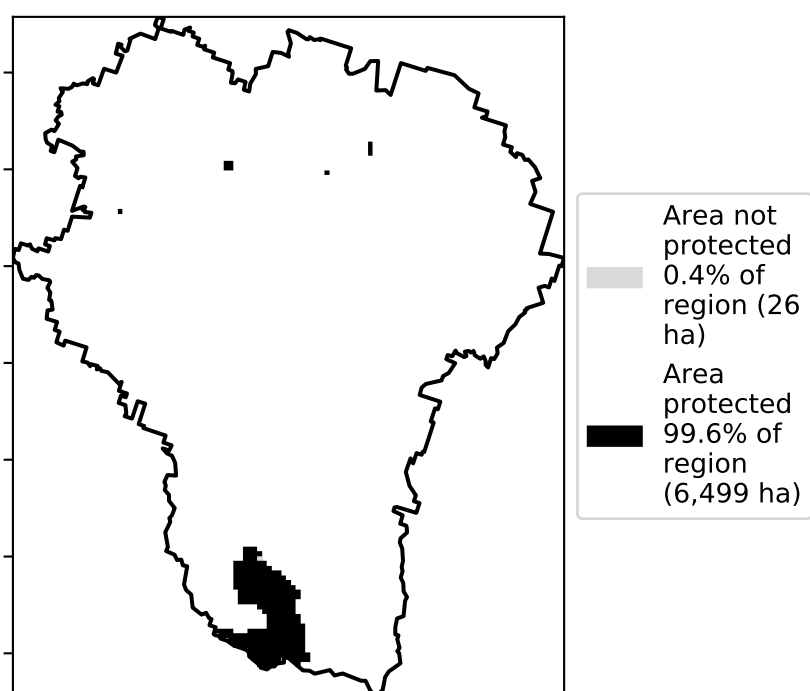 Area not
protected
0.4% of
region (26
ha)
Area
protected
99.6% of
region
(6,499 ha)